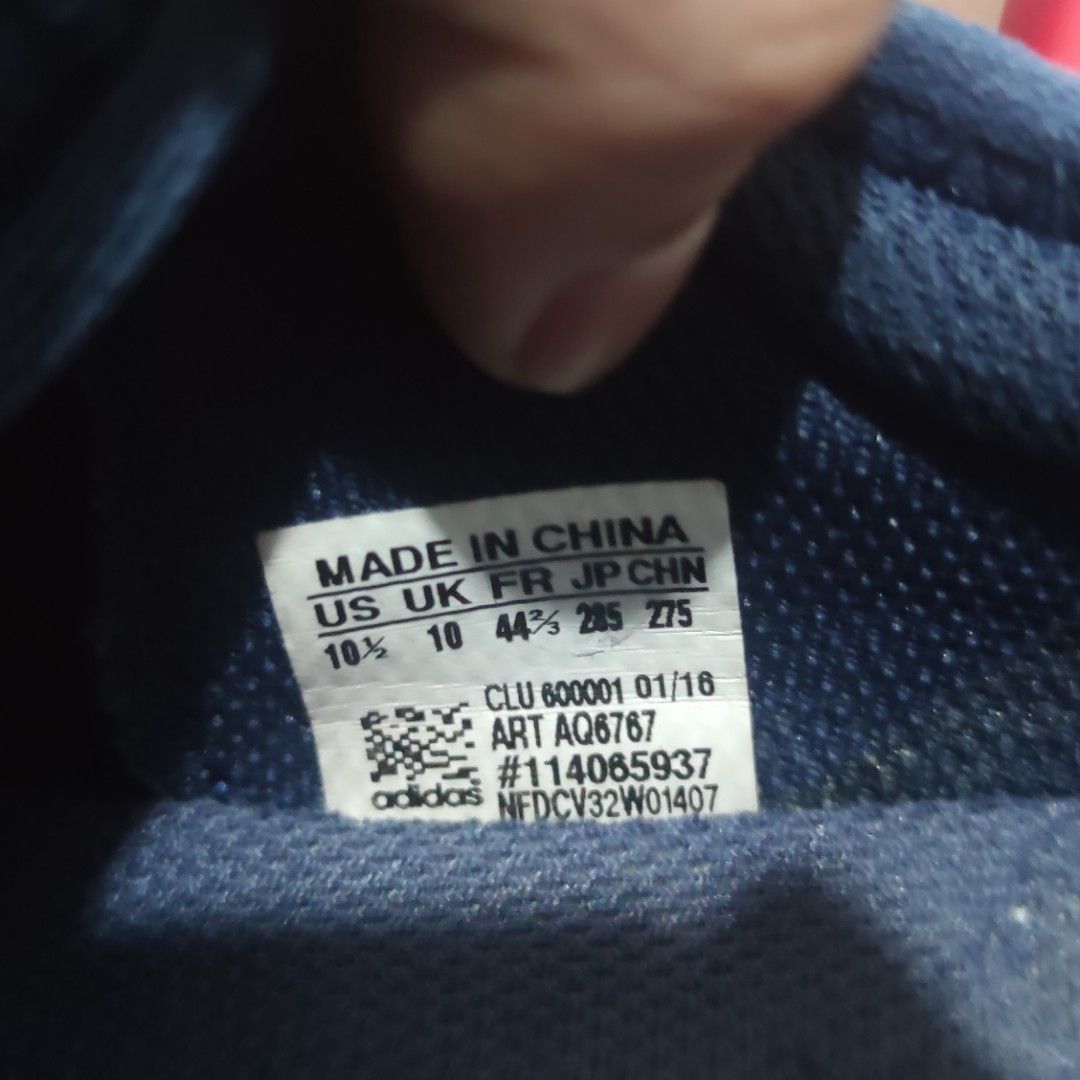 MADE IN CHINA
US UK FR JP CHN
10½ 10 44⅔ 285 275
CLU 600001 01/16
ART AQ6767
#114065937
adidas NFDCV32W01407